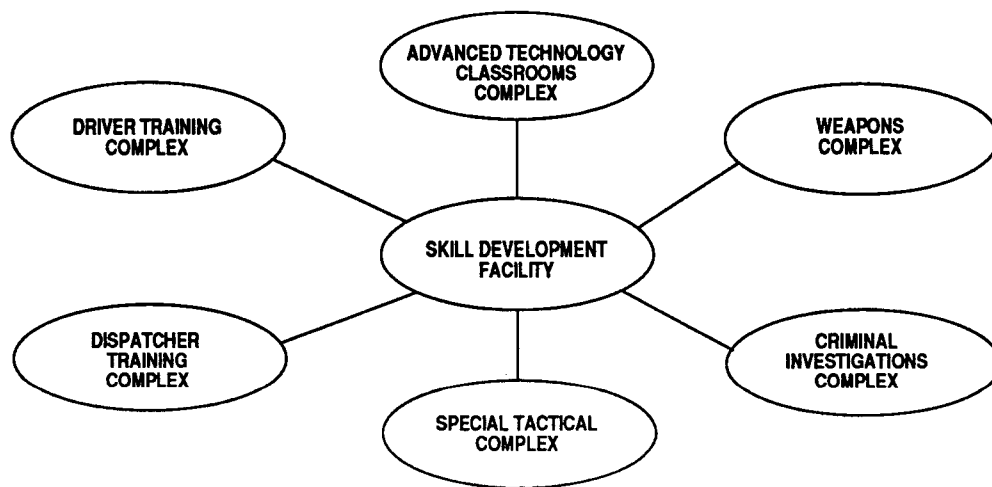 ADVANCED TECHNOLOGY
CLASSROOMS
COMPLEX
DRIVER TRAINING
COMPLEX
WEAPONS
COMPLEX
SKILL DEVELOPMENT
FACILITY
DISPATCHER
TRAINING
COMPLEX
CRIMINAL
INVESTIGATIONS
COMPLEX
SPECIAL TACTICAL
COMPLEX